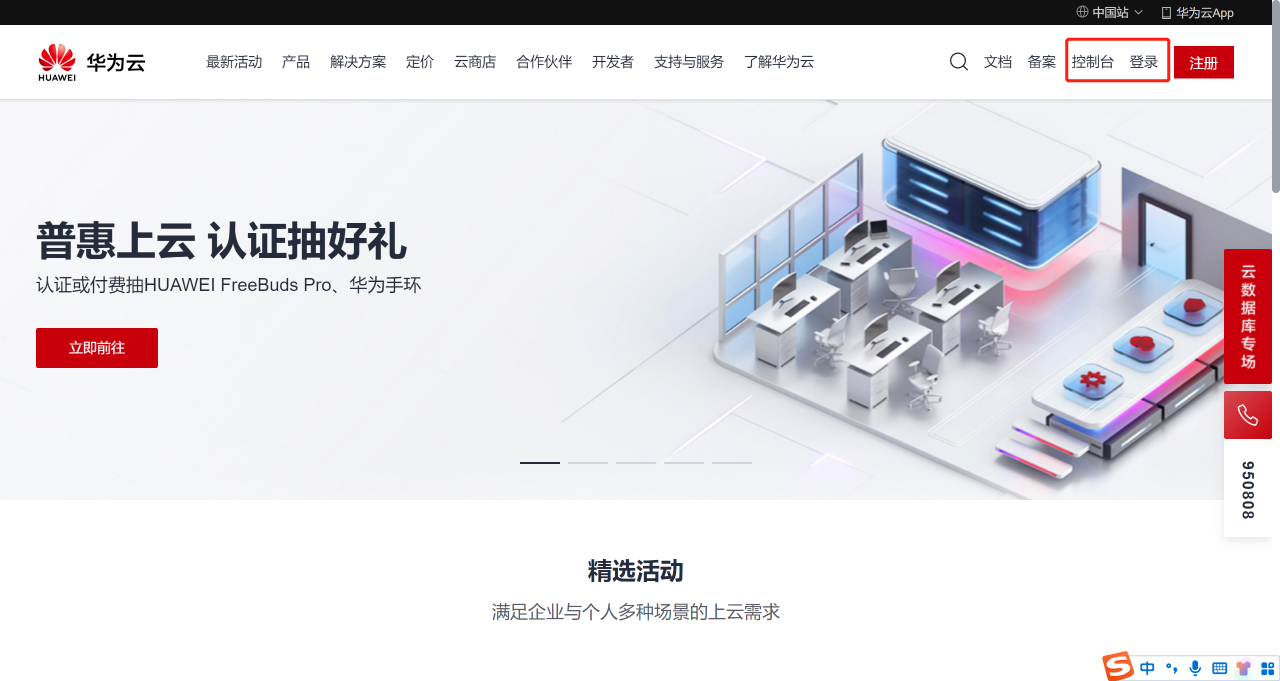 中国站 华为云App
HUAWEI 华为云 最新活动 产品 解决方案 定价 云商店 合作伙伴 开发者 支持与服务 了解华为云 文档 备案 控制台 登录 注册
普惠上云 认证抽好礼
认证或付费抽HUAWEI FreeBuds Pro、华为手环
立即前往
云数据库专场
950808
精选活动
满足企业与个人多种场景的上云需求
S 中